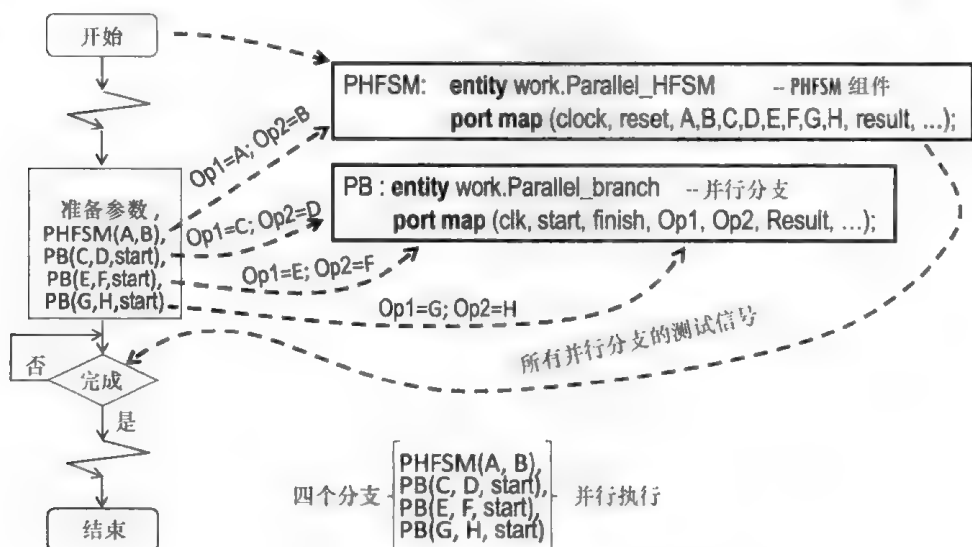 开始
PHFSM: entity work.Parallel_HFSM -- PHFSM 组件
port map (clock, reset, A,B,C,D,E,F,G,H, result, ...);
Op1=A; Op2=B
PB : entity work.Parallel_branch -- 并行分支
port map (clk, start, finish, Op1, Op2, Result, ...);
准备参数,
PHFSM(A,B),
PB(C,D,start),
PB(E,F,start),
PB(G,H,start)
Op1=C; Op2=D
Op1=E; Op2=F
Op1=G; Op2=H
所有并行分支的测试信号
否
完成
是
四个分支
PHFSM(A, B),
PB(C, D, start),
PB(E, F, start),
PB(G, H, start)
并行执行
结束